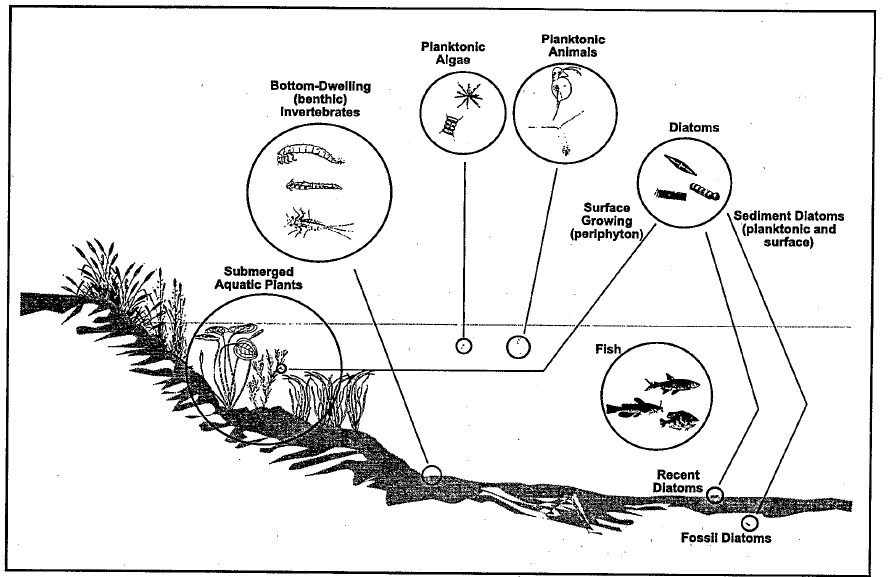 Planktonic
Algae
Planktonic
Animals
Bottom-Dwelling
(benthic)
Invertebrates
Diatoms
Surface
Growing
(periphyton)
Sediment Diatoms
(planktonic and
surface)
Submerged
Aquatic Plants
Fish
Recent
Diatoms
Fossil Diatoms